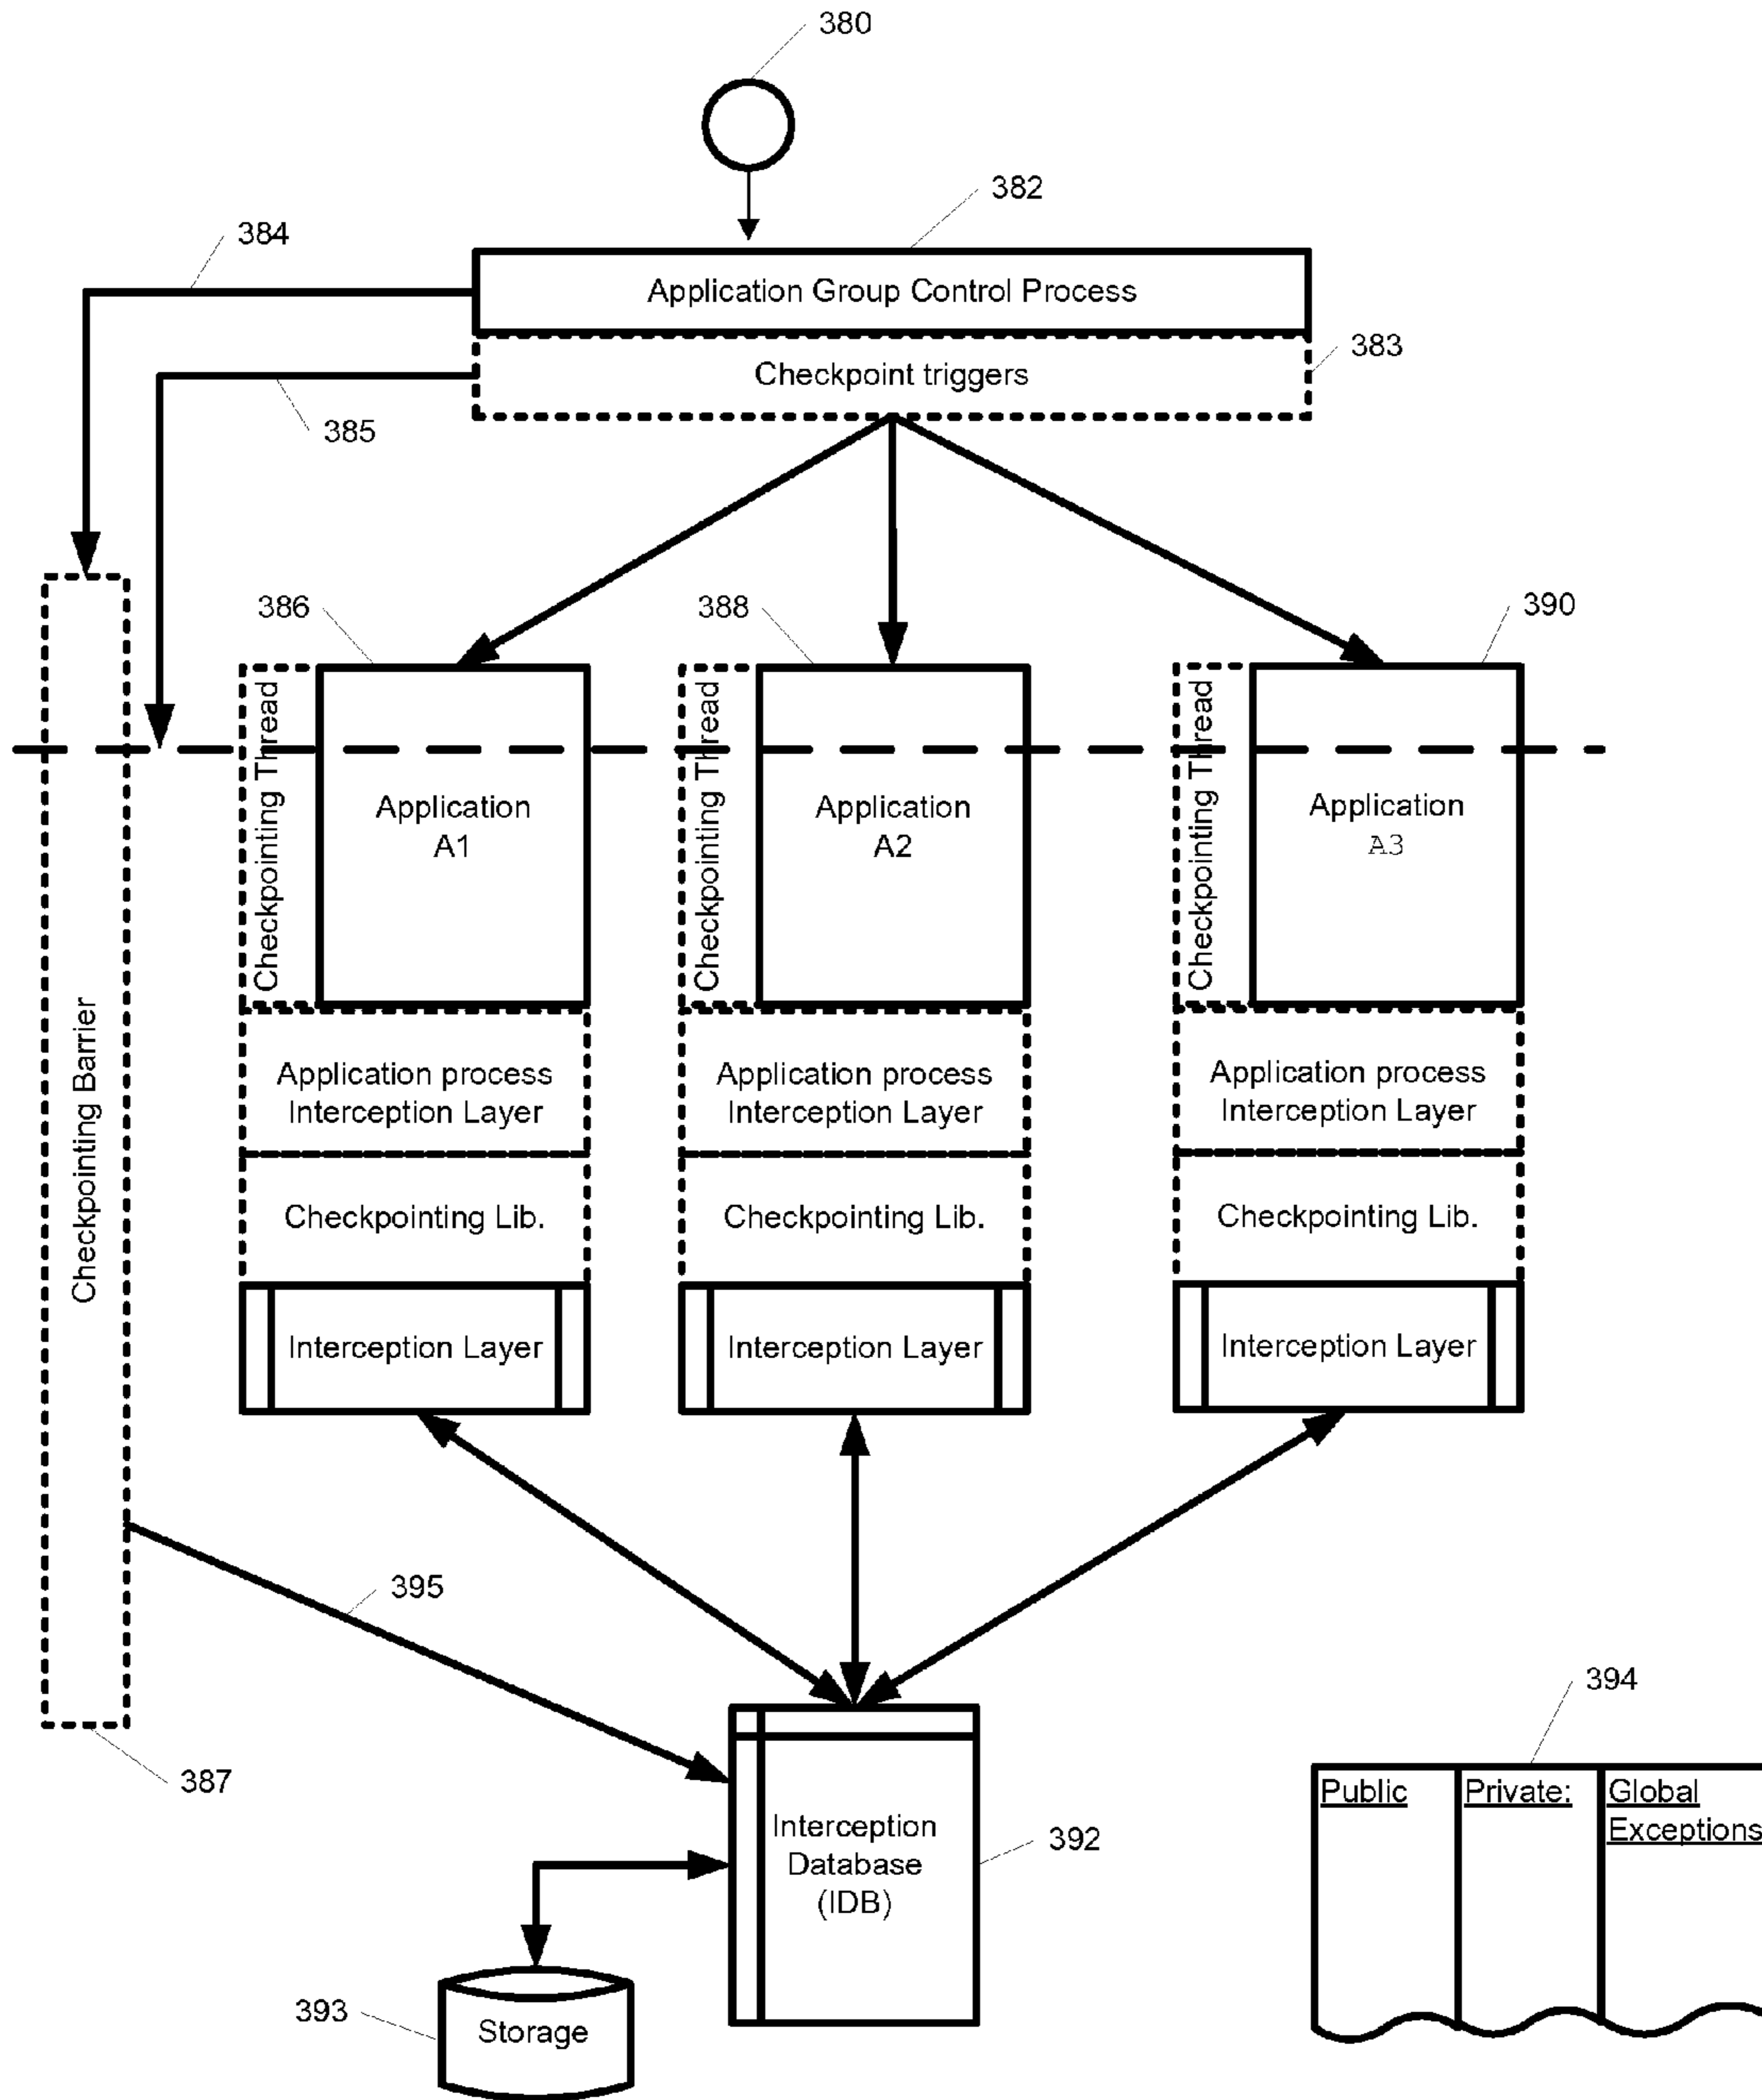 380
382
384
Application Group Control Process
383
Checkpoint triggers
385
386
388
390
Checkpointing Thread
Application
A1
Checkpointing Thread
Application
A2
Checkpointing Thread
Application
A3
Checkpointing Barrier
Application process
Interception Layer
Application process
Interception Layer
Application process
Interception Layer
Checkpointing Lib.
Checkpointing Lib.
Checkpointing Lib.
Interception Layer
Interception Layer
Interception Layer
395
394
387
Public
Private:
Global
Exceptions
Interception
Database
(IDB)
392
393
Storage